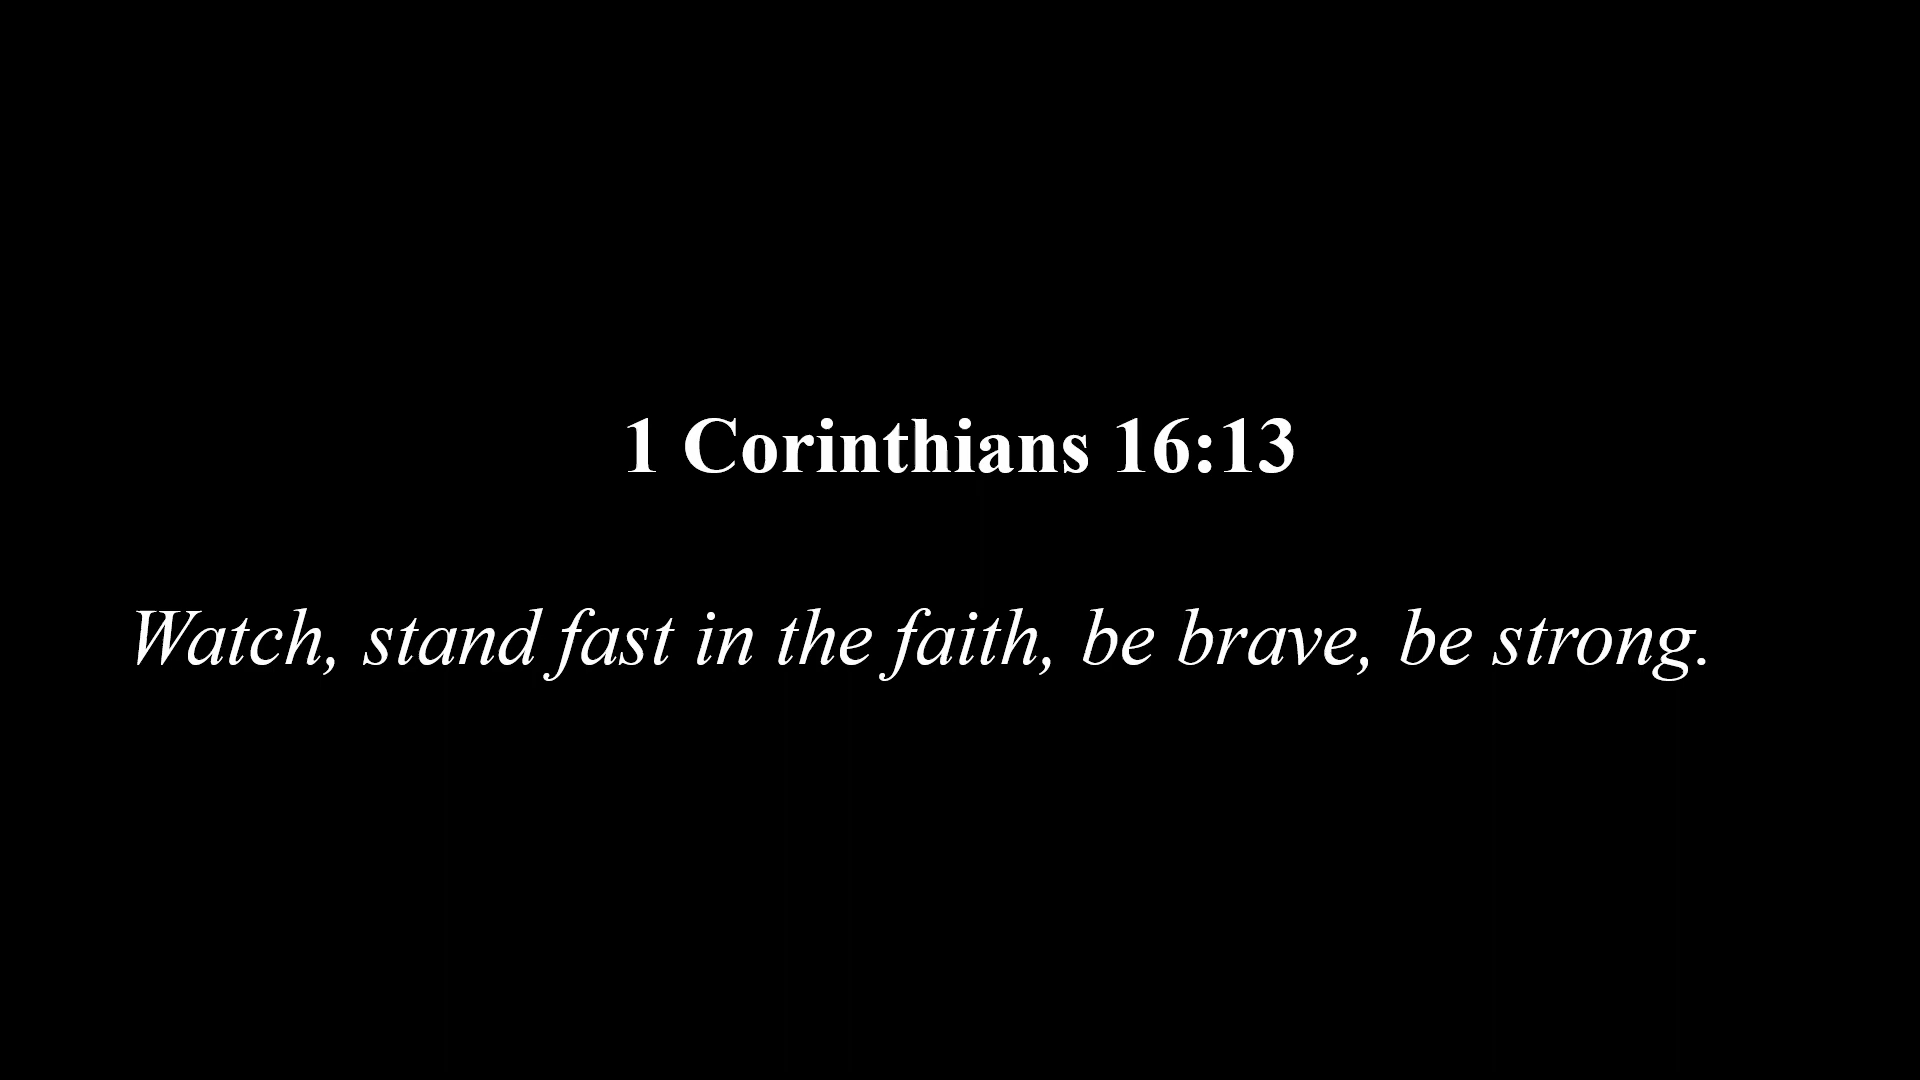 1 Corinthians 16:13
Watch, stand fast in the faith, be brave, be strong.